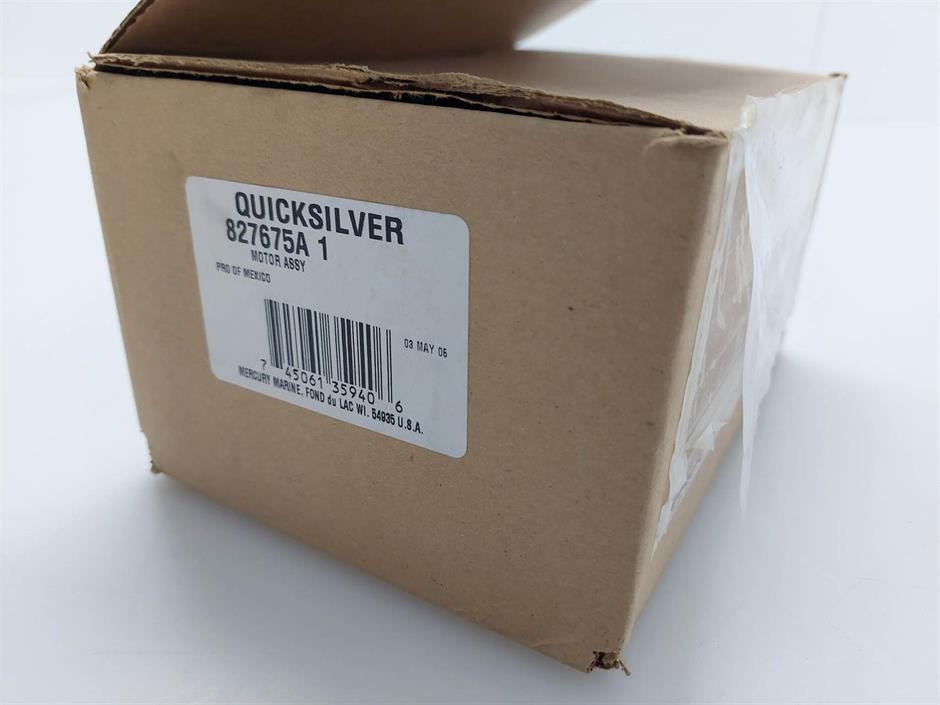 QUICKSILVER
827675A 1
MOTOR ASSY
PRD OF MEXICO
03 MAY 06
7 45061 35940 6
MERCURY MARINE, FOND du LAC WI. 54935 U.S.A.